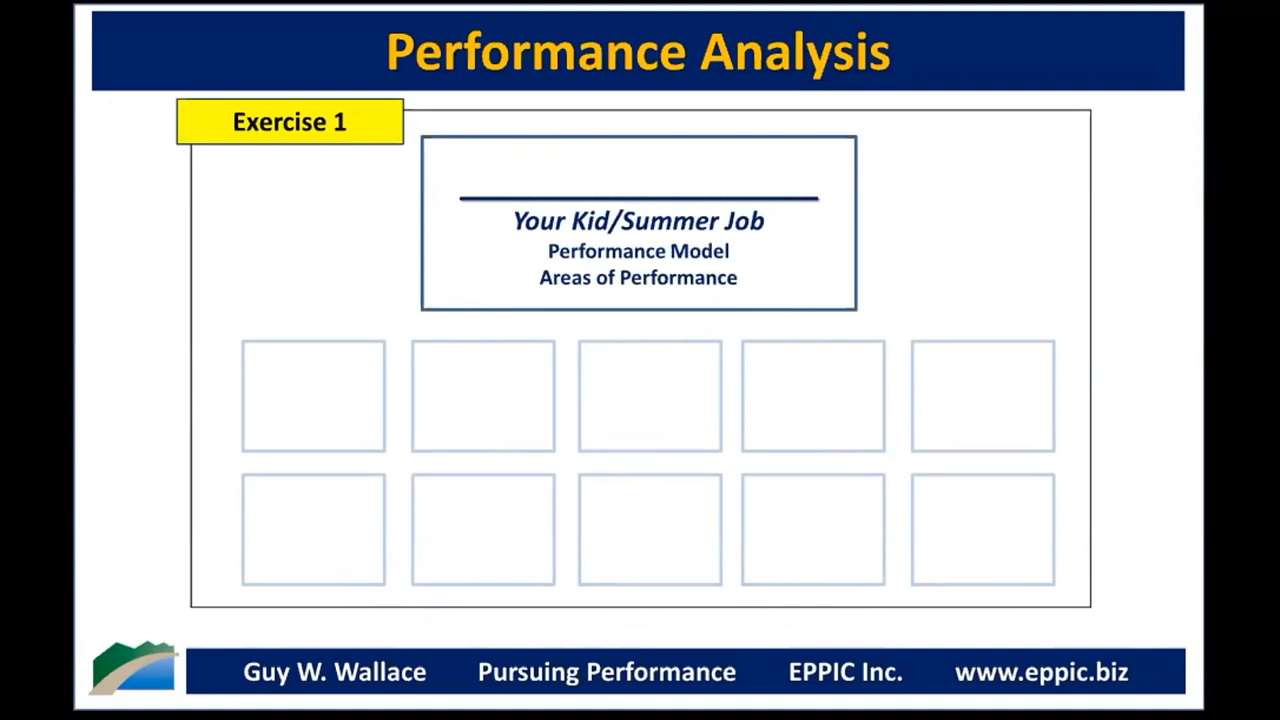 Performance Analysis
Exercise 1
Your Kid/Summer Job
Performance Model
Areas of Performance
Guy W. Wallace Pursuing Performance EPPIC Inc. www.eppic.biz